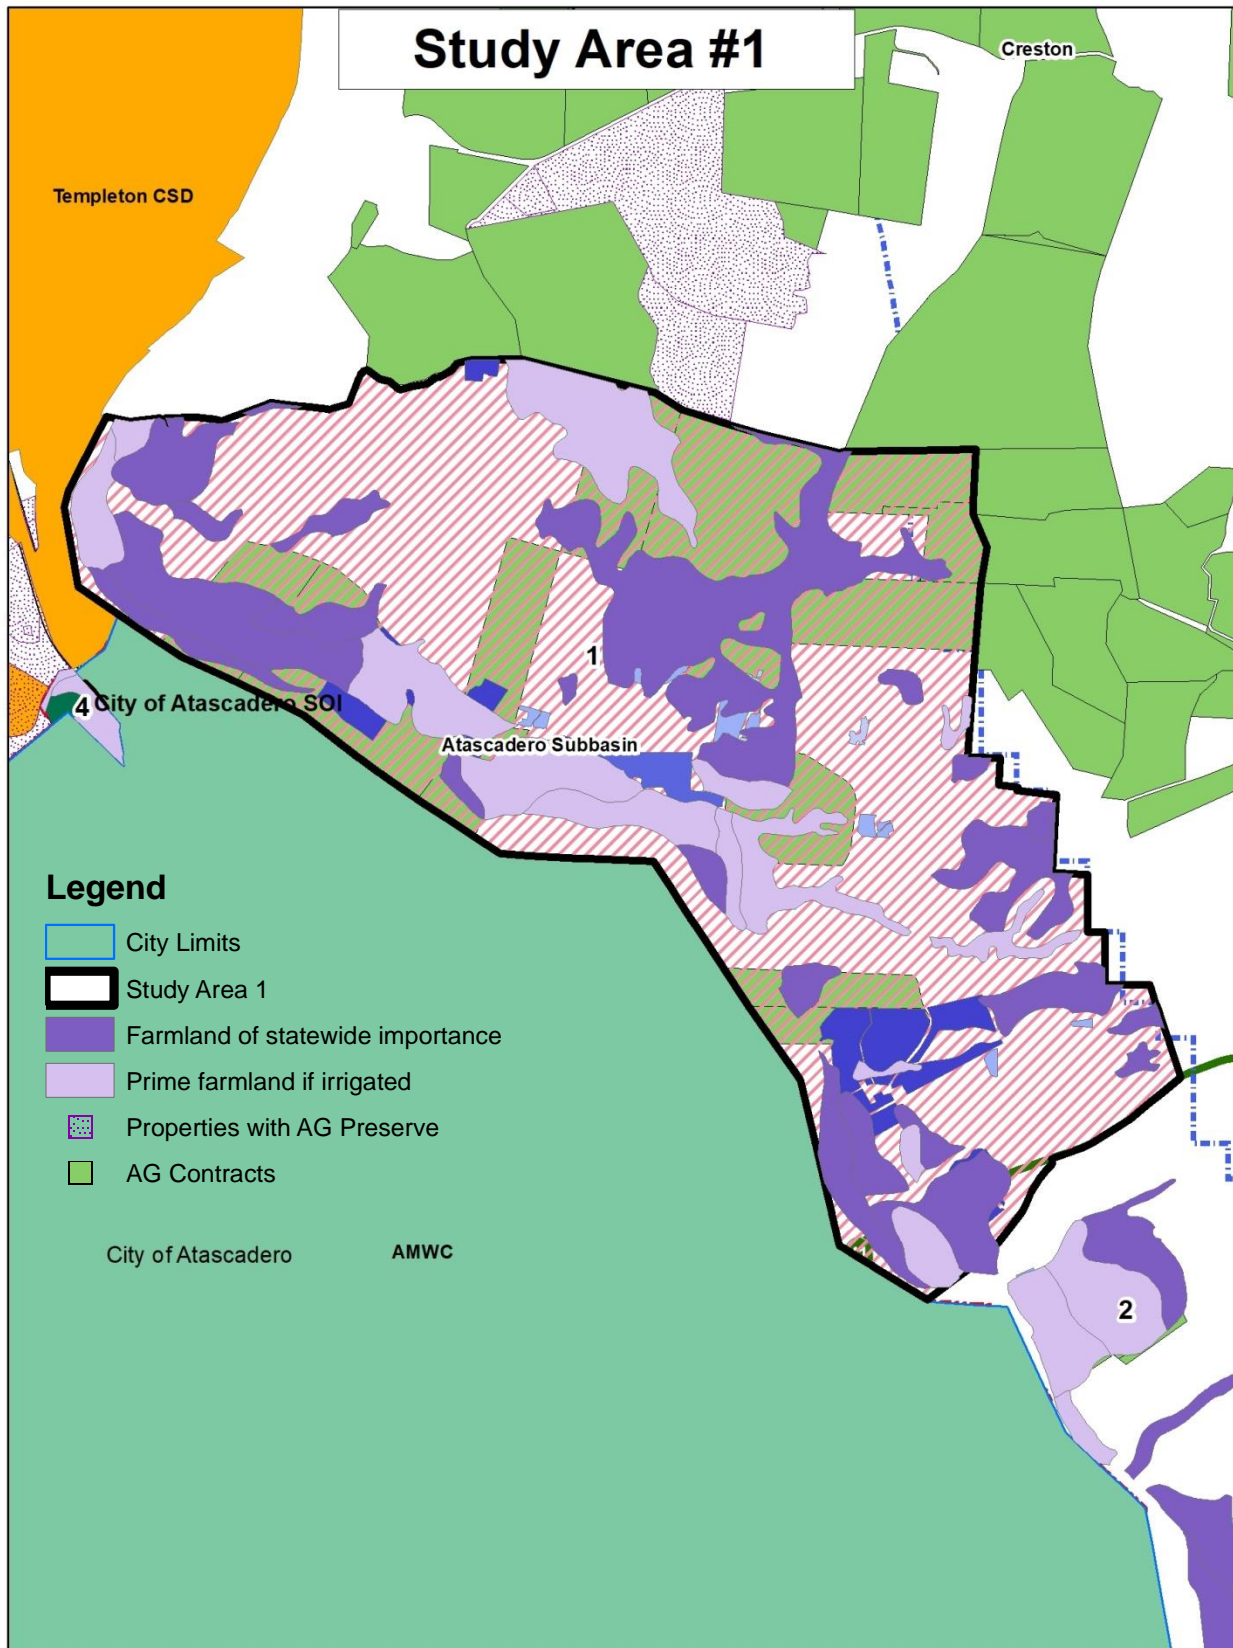 Study Area #1
Creston
Templeton CSD
1
4 City of Atascadero SOI
Atascadero Subbasin
Legend
City Limits
Study Area 1
Farmland of statewide importance
Prime farmland if irrigated
Properties with AG Preserve
AG Contracts
City of Atascadero
AMWC
2